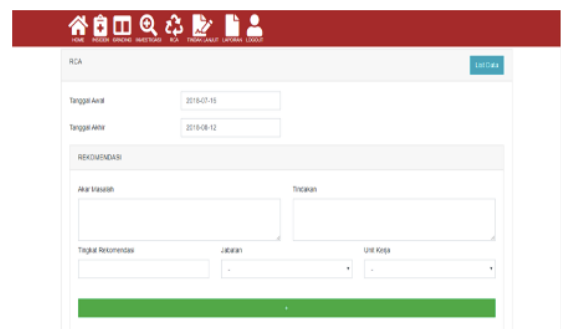 HOME INSIDEN GRADING INVESTIGASI RCA TINDAK LANJUT LAPORAN LOGOUT
RCA
List Data
Tanggal Awal 2018-07-15
Tanggal Akhir 2018-08-12
REKOMENDASI
Akar Masalah Tindakan
Tingkat Rekomendasi Jabatan Unit Kerja
- -
+